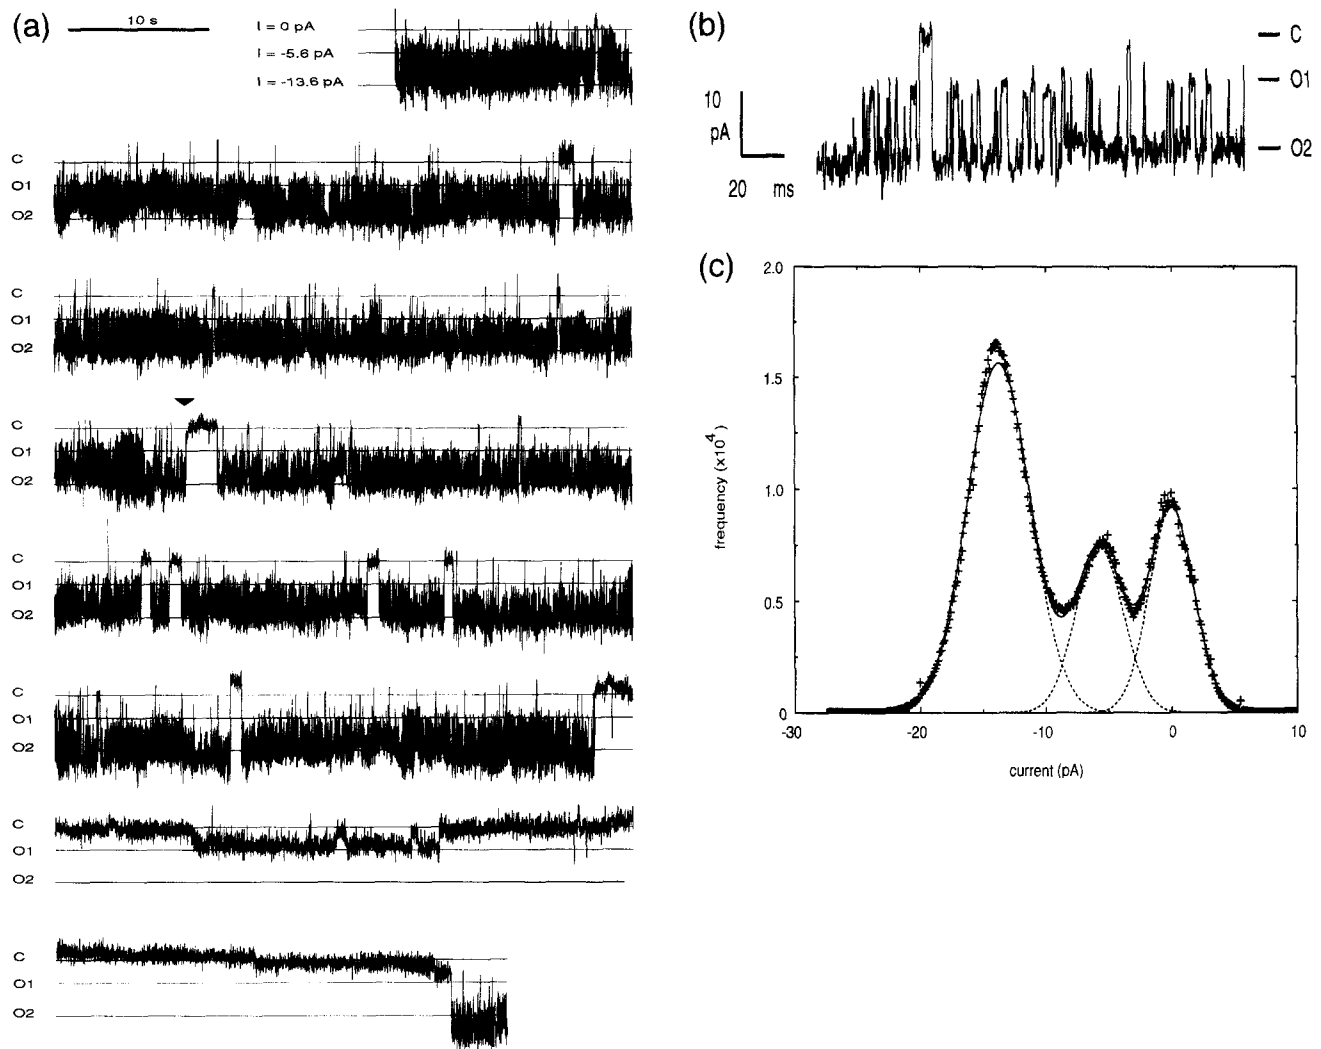 (a)
10 s
I = 0 pA
I = -5.6 pA
I = -13.6 pA
C
O1
O2
C
O1
O2
C
O1
O2
C
O1
O2
C
O1
O2
C
O1
O2
C
O1
O2
(b)
10
pA
20 ms
C
O1
O2
(c)
2.0
1.5
1.0
0.5
0
frequency (x10⁴)
-30
-20
-10
0
10
current (pA)